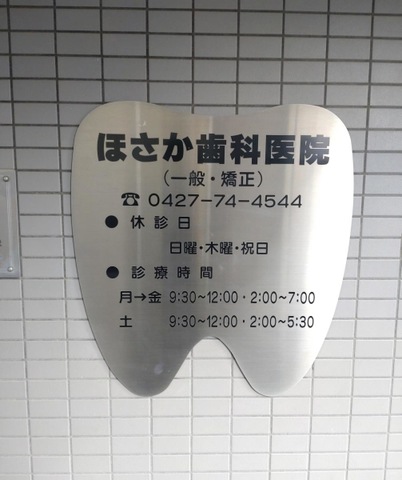 ほさか歯科医院
(一般・矯正)
☎ 0427-74-4544
● 休診日
日曜・木曜・祝日
● 診療時間
月→金 9:30~12:00・2:00~7:00
土 9:30~12:00・2:00~5:30